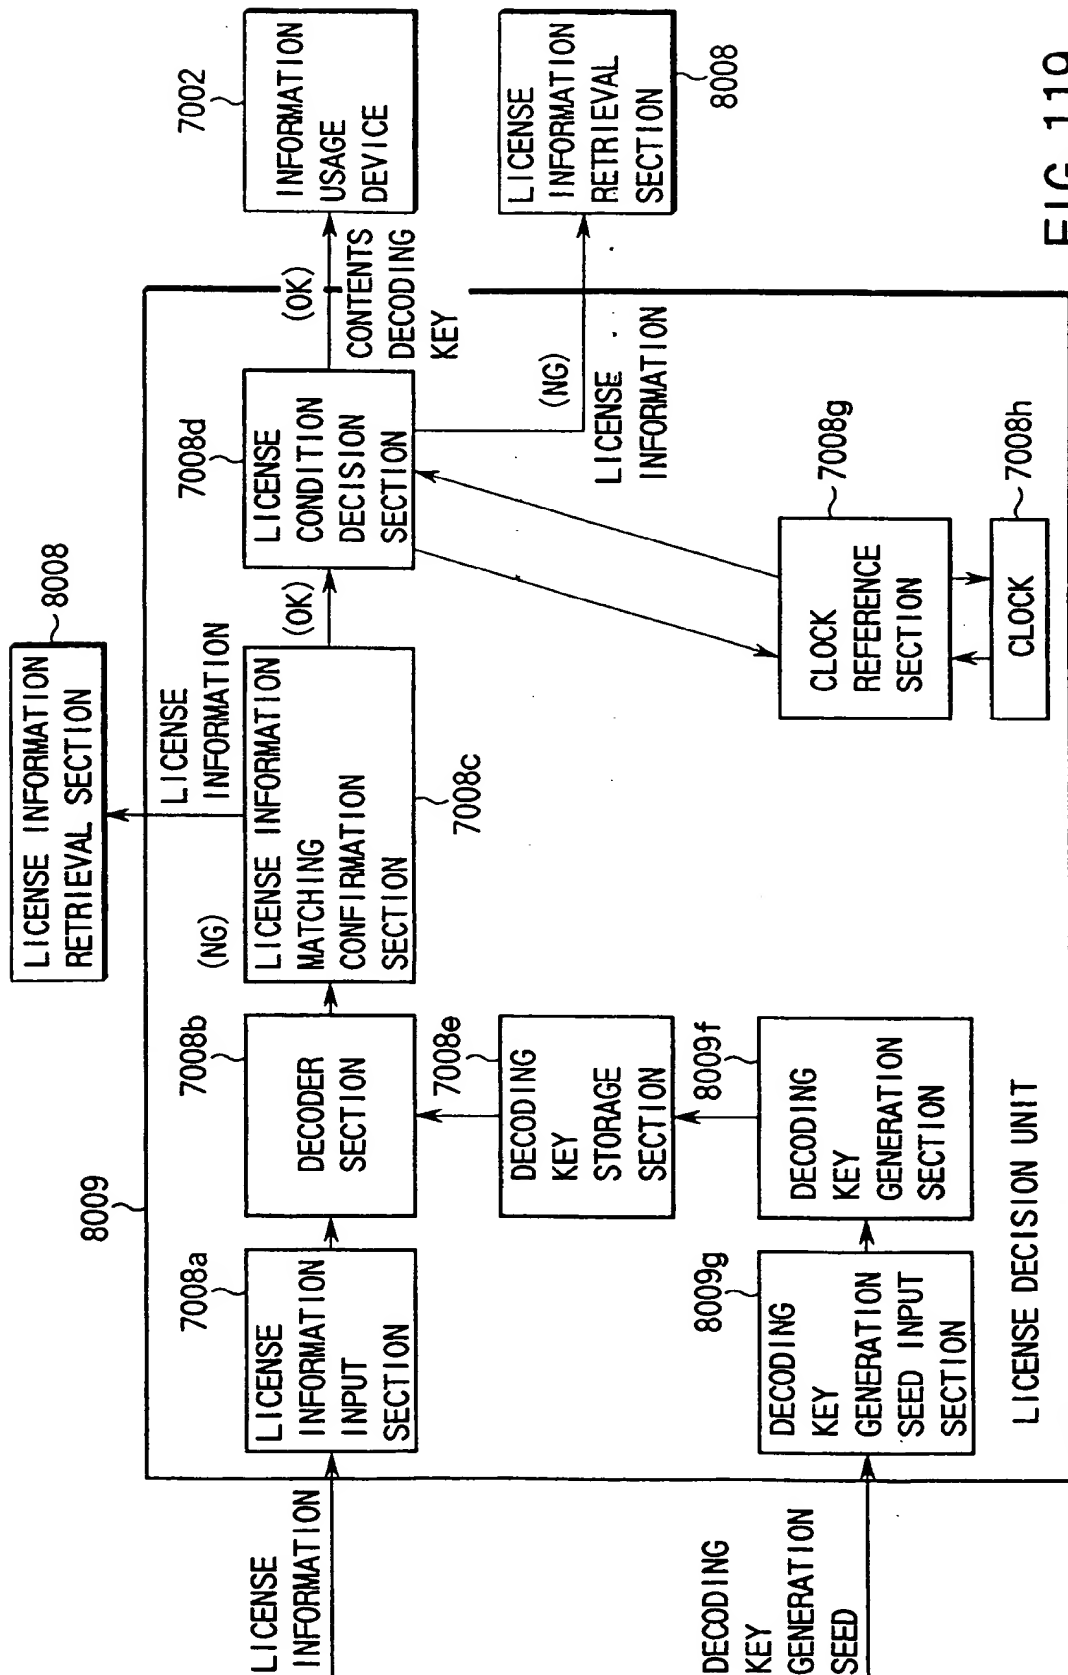 LICENSE INFORMATION
RETRIEVAL SECTION
8008
8009
LICENSE
INFORMATION
7008a
LICENSE
INFORMATION
INPUT
SECTION
7008b
DECODER
SECTION
(NG)
LICENSE
INFORMATION
LICENSE INFORMATION
MATCHING
CONFIRMATION
SECTION
7008c
(OK)
7008d
LICENSE
CONDITION
DECISION
SECTION
(OK)
CONTENTS
DECODING
KEY
7002
INFORMATION
USAGE
DEVICE
(NG)
LICENSE
INFORMATION
LICENSE
INFORMATION
RETRIEVAL
SECTION
8008
7008e
DECODING
KEY
STORAGE
SECTION
DECODING
KEY
GENERATION
SEED
8009g
DECODING
KEY
GENERATION
SEED INPUT
SECTION
8009f
DECODING
KEY
GENERATION
SECTION
CLOCK
REFERENCE
SECTION
7008g
CLOCK
7008h
LICENSE DECISION UNIT
FIG. 119